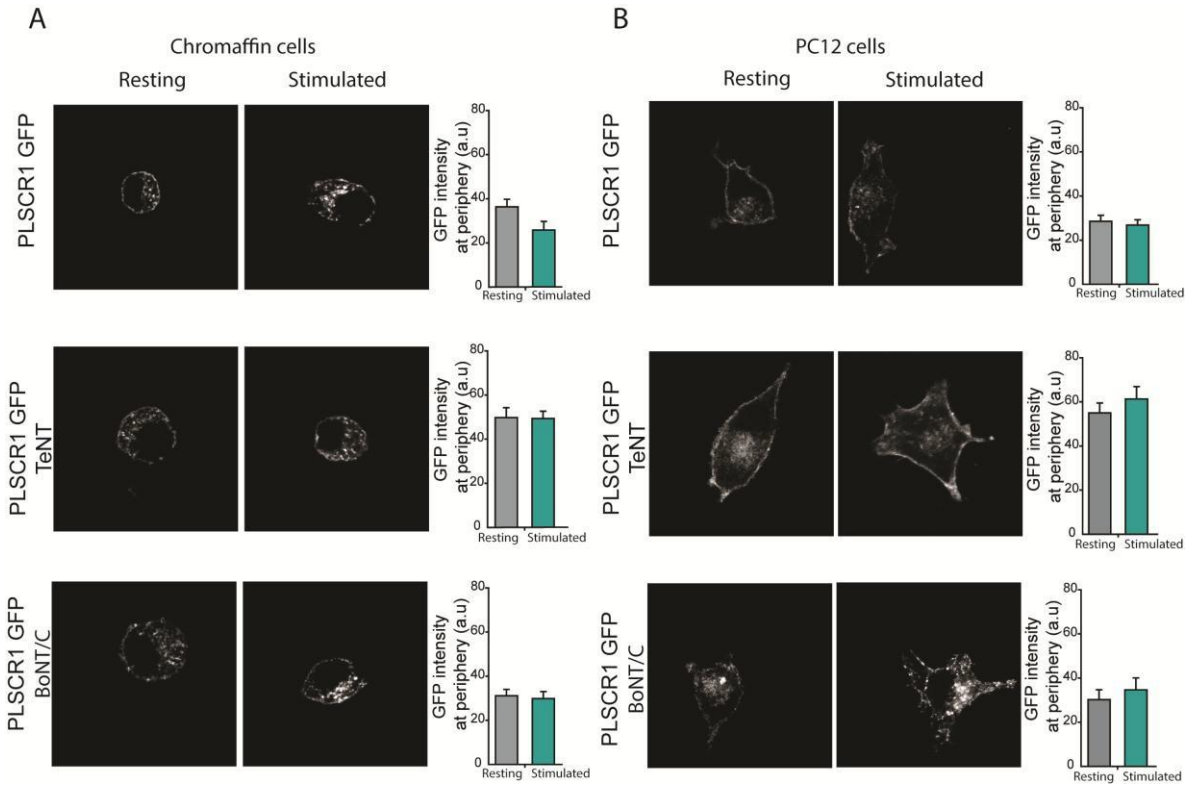 A
Chromaffin cells
Resting Stimulated
PLSCR1 GFP
GFP intensity
at periphery (a.u)
80
60
40
20
0
Resting Stimulated
PLSCR1 GFP
TeNT
GFP intensity
at periphery (a.u)
80
60
40
20
0
Resting Stimulated
PLSCR1 GFP
BoNT/C
GFP intensity
at periphery (a.u)
80
60
40
20
0
Resting Stimulated
B
PC12 cells
Resting Stimulated
PLSCR1 GFP
GFP intensity
at periphery (a.u)
80
60
40
20
0
Resting Stimulated
PLSCR1 GFP
TeNT
GFP intensity
at periphery (a.u)
80
60
40
20
0
Resting Stimulated
PLSCR1 GFP
BoNT/C
GFP intensity
at periphery (a.u)
80
60
40
20
0
Resting Stimulated